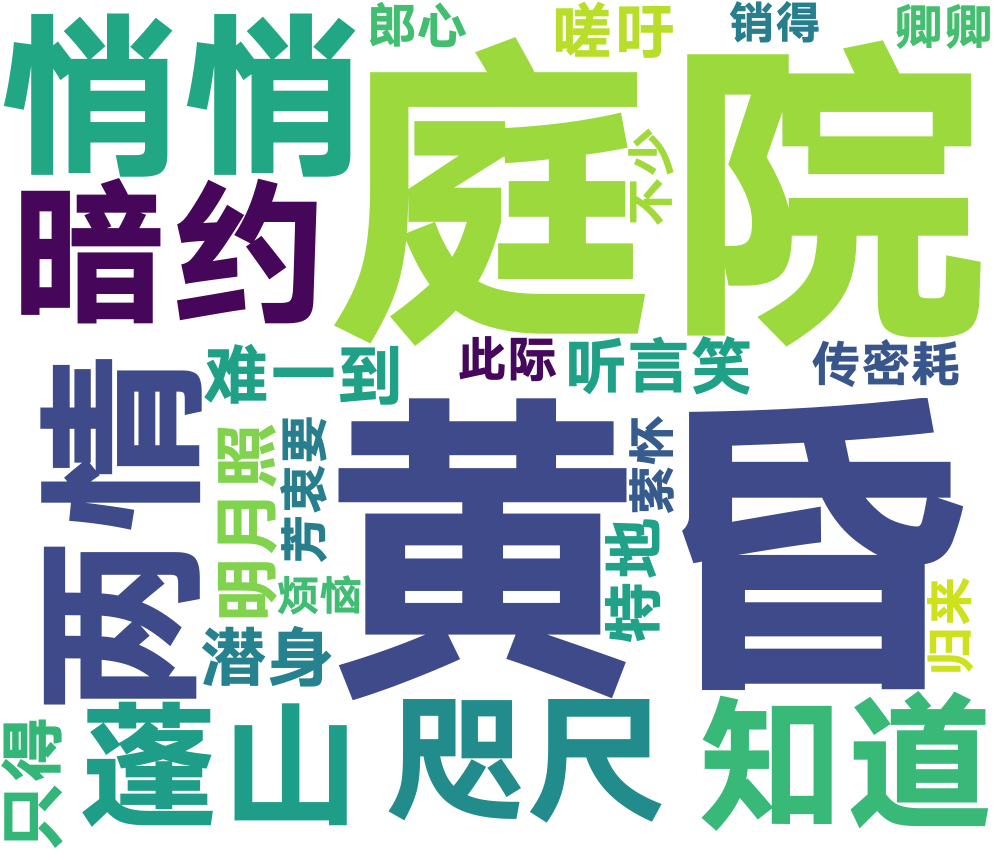 郎心
嗟吁
销得
卿卿
悄悄
庭院
不少
暗约
难一到
此际
听言笑
传密耗
两情
明月照
芳衷要
萦怀
黄昏
特地
烦恼
归来
潜身
只得
蓬山
咫尺
知道